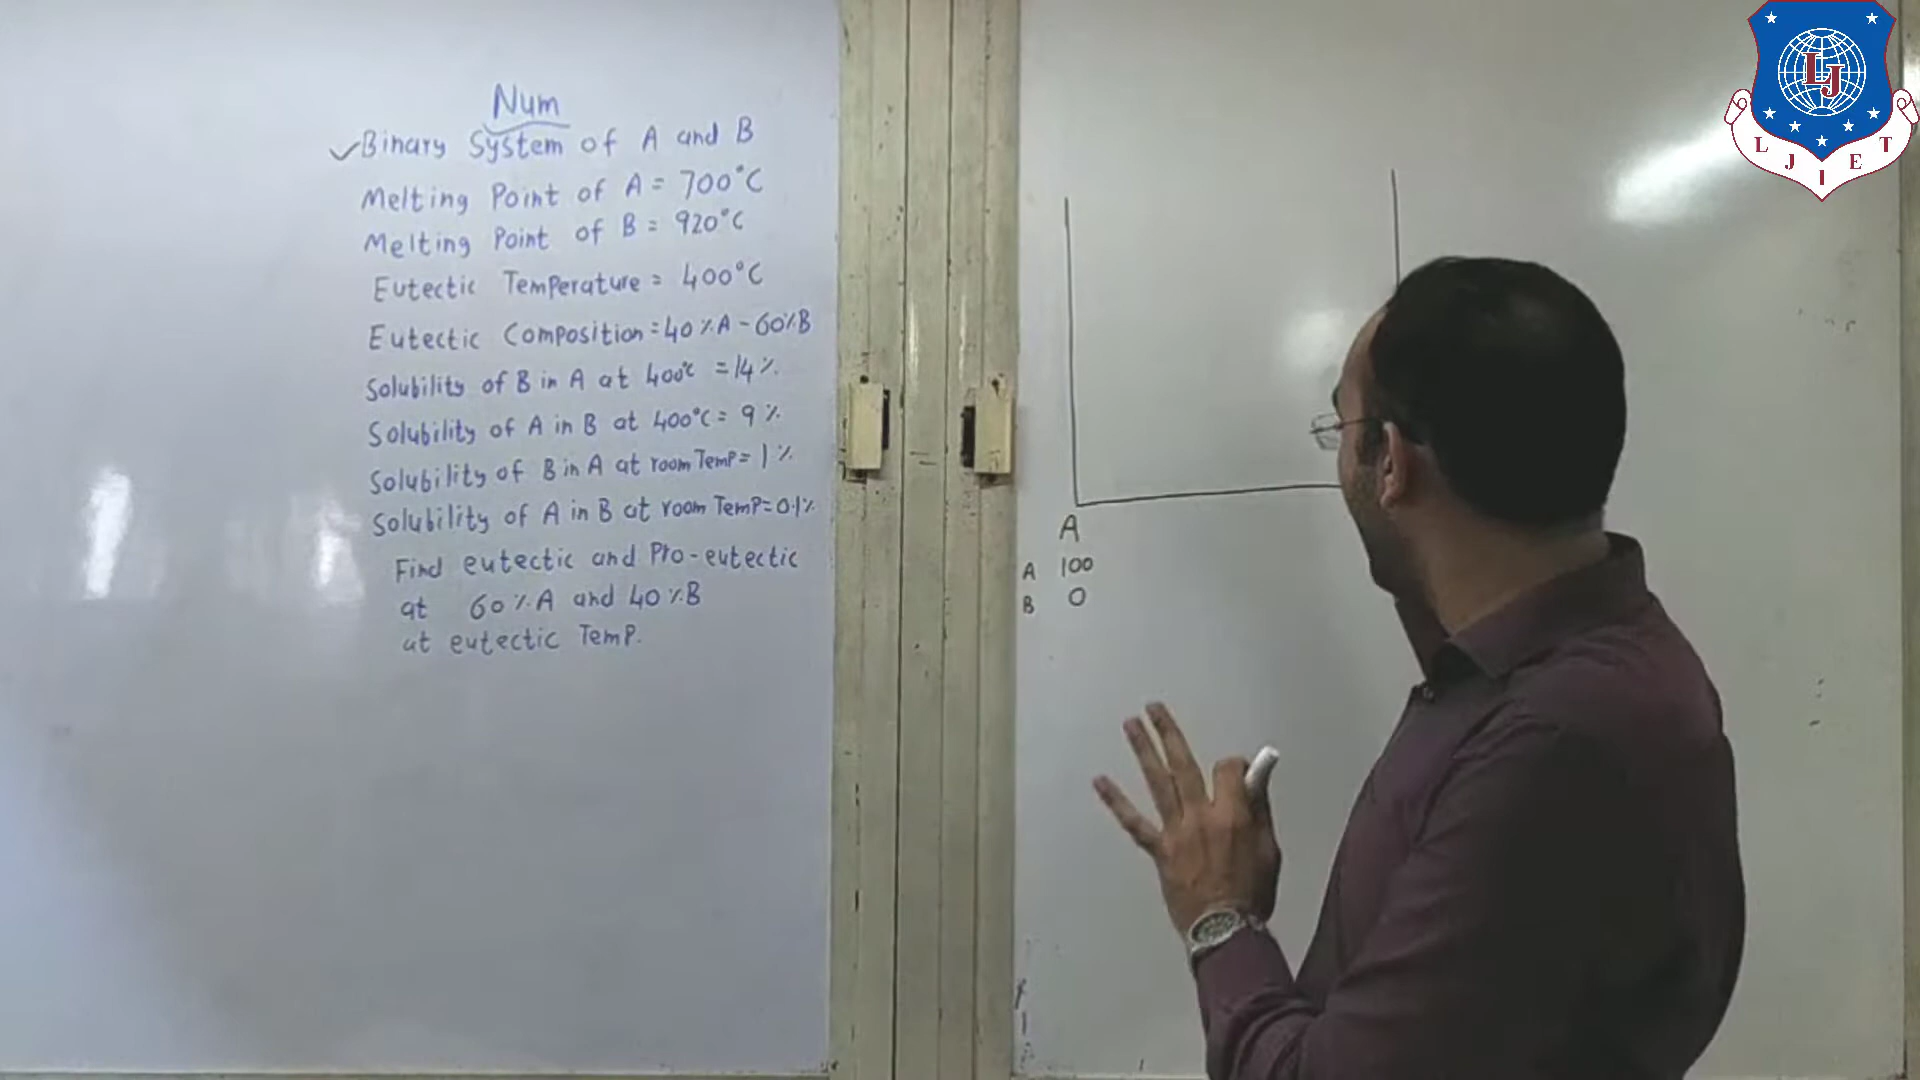 Num
Binary System of A and B
Melting Point of A = 700°C
Melting Point of B = 920°C
Eutectic Temperature = 400°C
Eutectic Composition = 40%A - 60%B
Solubility of B in A at 400°C = 14%
Solubility of A in B at 400°C = 9%
Solubility of B in A at room Temp = 1%
Solubility of A in B at room Temp = 0.1%
Find eutectic and Pro-eutectic
at 60%A and 40%B
at eutectic Temp.
A
A 100
B 0
LJ
L J I E T